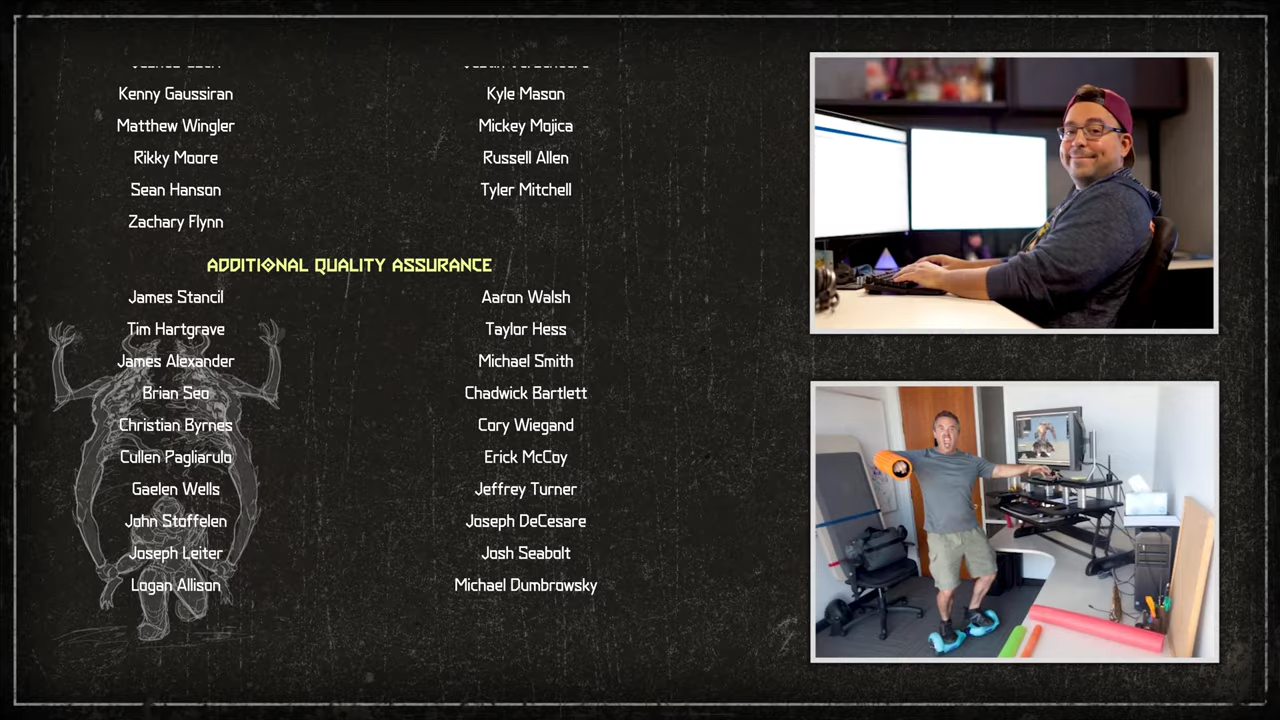 Kenny Gaussiran Kyle Mason
Matthew Wingler Mickey Mojica
Rikky Moore Russell Allen
Sean Hanson Tyler Mitchell
Zachary Flynn
ADDITIONAL QUALITY ASSURANCE
James Stancil Aaron Walsh
Tim Hartgrave Taylor Hess
James Alexander Michael Smith
Brian Seo Chadwick Bartlett
Christian Byrnes Cory Wiegand
Cullen Pagliarulo Erick McCoy
Gaelen Wells Jeffrey Turner
John Staffelen Joseph DeCesare
Joseph Leiter Josh Seabolt
Logan Allison Michael Dumbrowsky